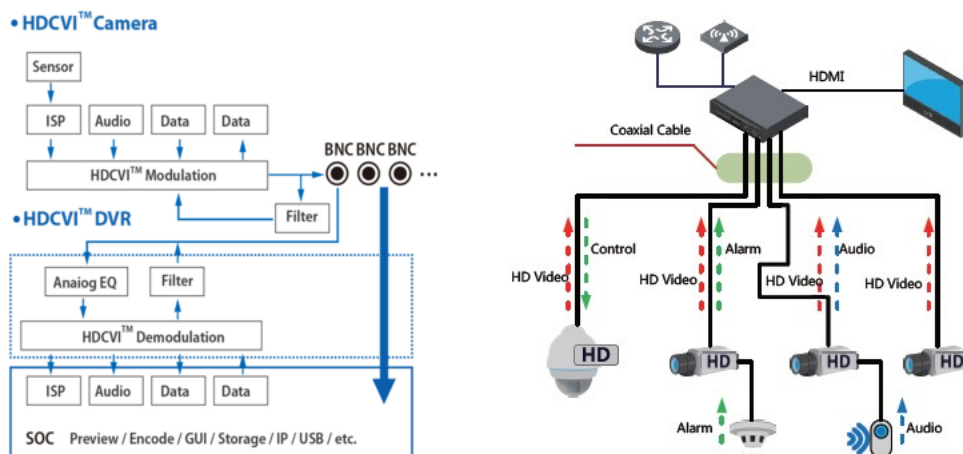 • HDCVI™ Camera
Sensor
ISP Audio Data Data
HDCVI™ Modulation
BNC BNC BNC
...
Filter
• HDCVI™ DVR
Anaiog EQ Filter
HDCVI™ Demodulation
ISP Audio Data Data
SOC Preview / Encode / GUI / Storage / IP / USB / etc.
HDMI
Coaxial Cable
Control Alarm Audio
HD Video HD Video HD Video HD Video
HD HD HD HD
Alarm Audio